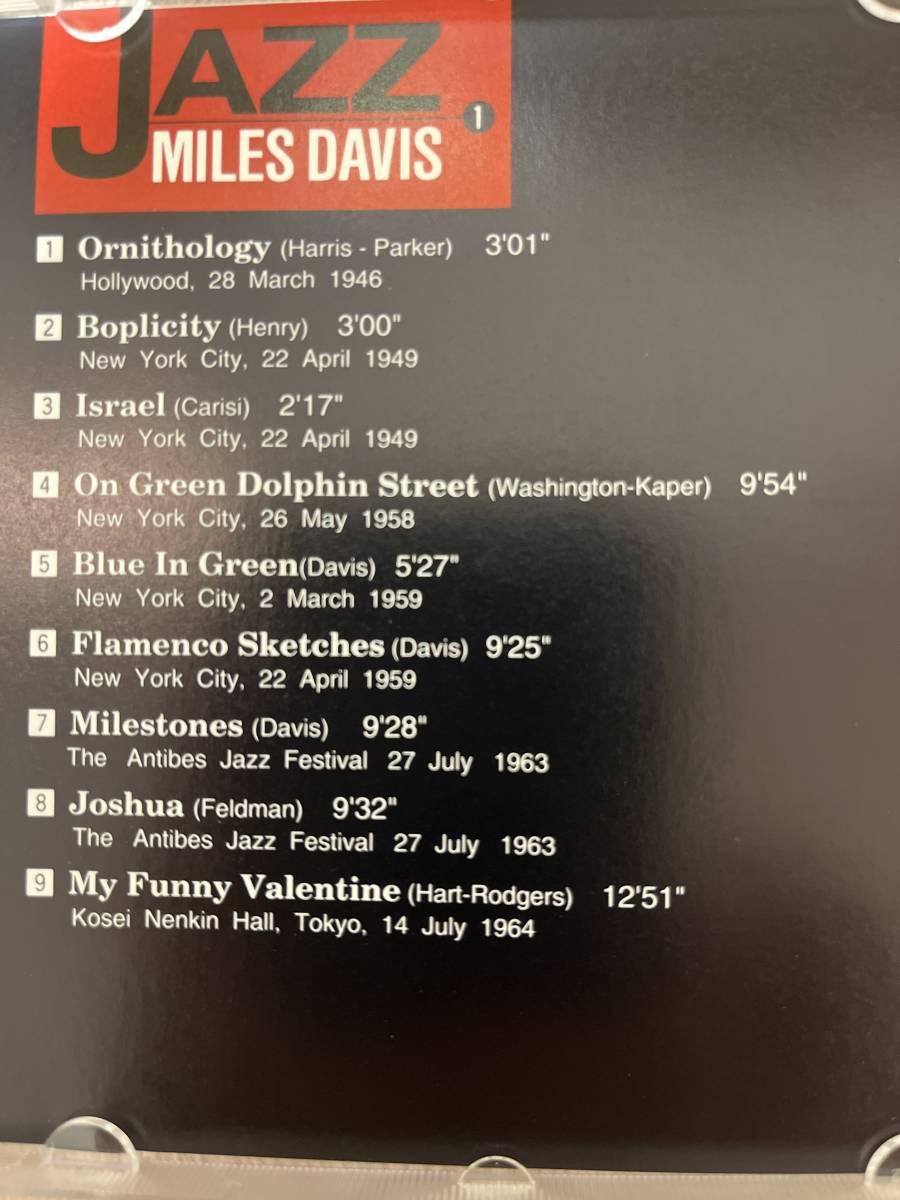 JAZZ 1
MILES DAVIS
1 Ornithology (Harris - Parker) 3'01"
Hollywood, 28 March 1946
2 Boplicity (Henry) 3'00"
New York City, 22 April 1949
3 Israel (Carisi) 2'17"
New York City, 22 April 1949
4 On Green Dolphin Street (Washington-Kaper) 9'54"
New York City, 26 May 1958
5 Blue In Green(Davis) 5'27"
New York City, 2 March 1959
6 Flamenco Sketches (Davis) 9'25"
New York City, 22 April 1959
7 Milestones (Davis) 9'28"
The Antibes Jazz Festival 27 July 1963
8 Joshua (Feldman) 9'32"
The Antibes Jazz Festival 27 July 1963
9 My Funny Valentine (Hart-Rodgers) 12'51"
Kosei Nenkin Hall, Tokyo, 14 July 1964